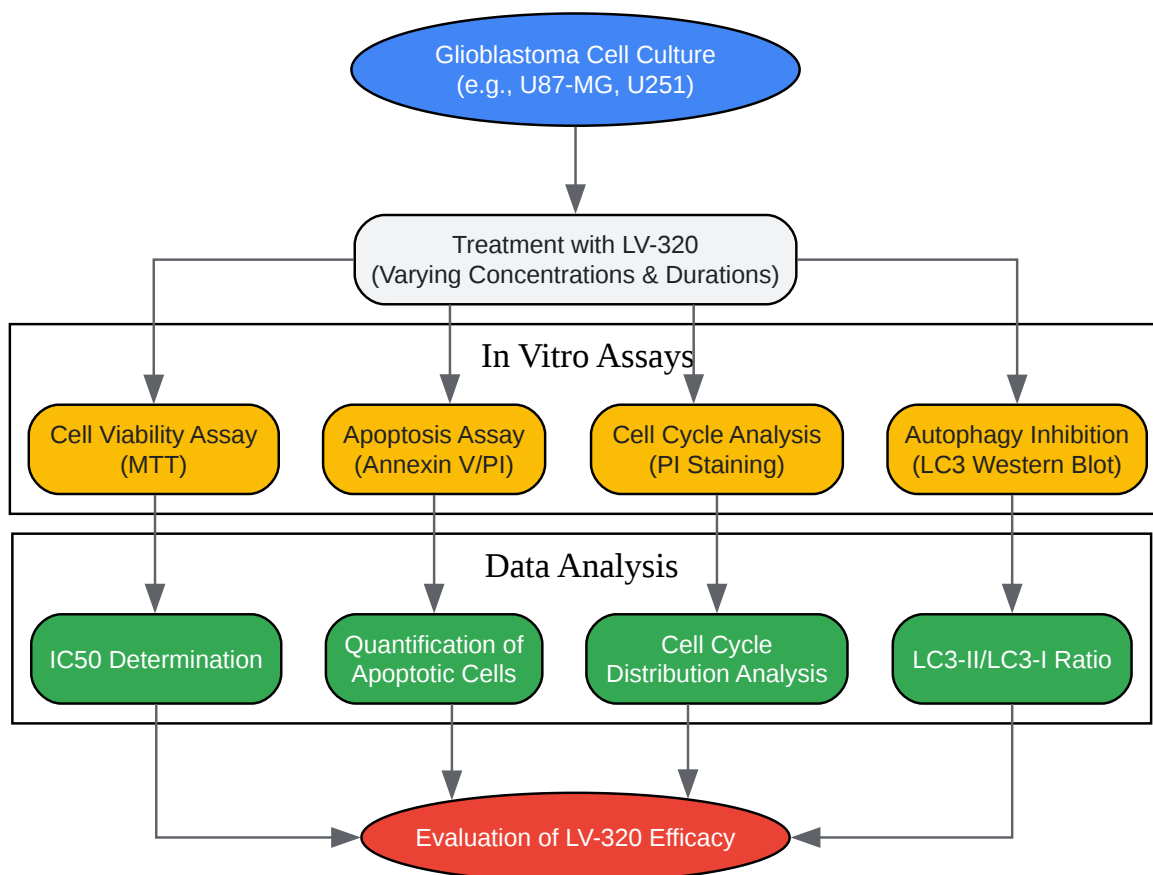 Glioblastoma Cell Culture
(e.g., U87-MG, U251)
Treatment with LV-320
(Varying Concentrations & Durations)
In Vitro Assays
Cell Viability Assay
(MTT)
Apoptosis Assay
(Annexin V/PI)
Cell Cycle Analysis
(PI Staining)
Autophagy Inhibition
(LC3 Western Blot)
Data Analysis
IC50 Determination
Quantification of
Apoptotic Cells
Cell Cycle
Distribution Analysis
LC3-II/LC3-I Ratio
Evaluation of LV-320 Efficacy